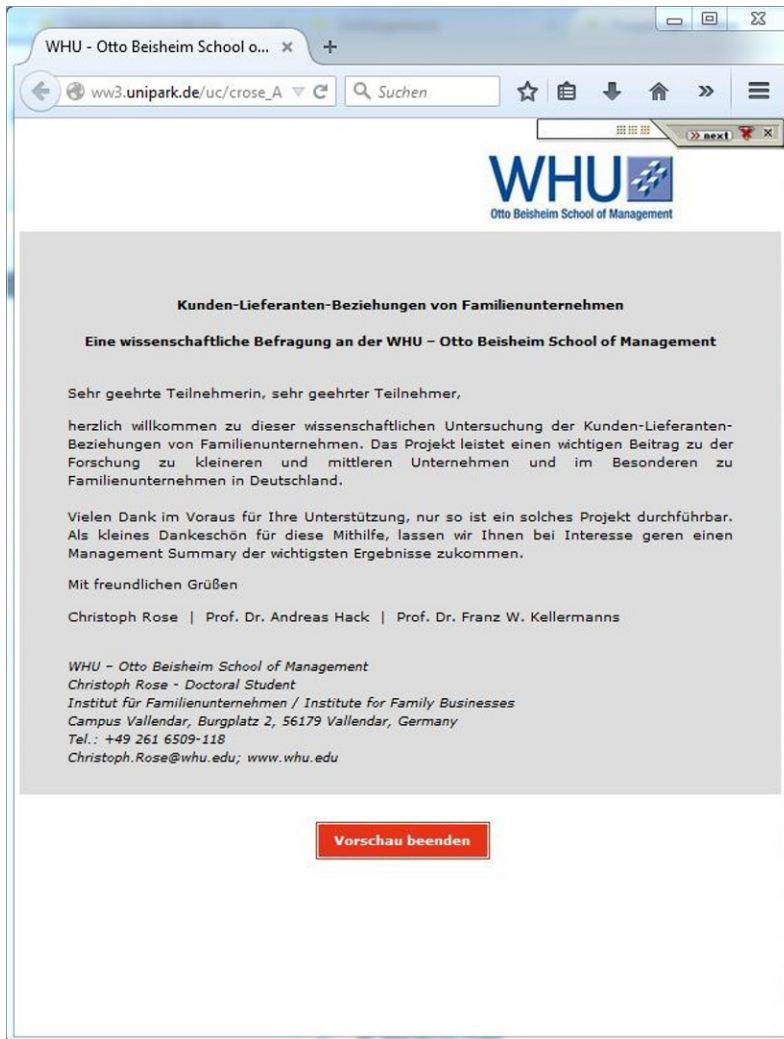 WHU - Otto Beisheim School o...
ww3.unipark.de/uc/crose_A
Suchen
next
WHU
Otto Beisheim School of Management
Kunden-Lieferanten-Beziehungen von Familienunternehmen
Eine wissenschaftliche Befragung an der WHU – Otto Beisheim School of Management
Sehr geehrte Teilnehmerin, sehr geehrter Teilnehmer,
herzlich willkommen zu dieser wissenschaftlichen Untersuchung der Kunden-Lieferanten-
Beziehungen von Familienunternehmen. Das Projekt leistet einen wichtigen Beitrag zu der
Forschung zu kleineren und mittleren Unternehmen und im Besonderen zu
Familienunternehmen in Deutschland.
Vielen Dank im Voraus für Ihre Unterstützung, nur so ist ein solches Projekt durchführbar.
Als kleines Dankeschön für diese Mithilfe, lassen wir Ihnen bei Interesse geren einen
Management Summary der wichtigsten Ergebnisse zukommen.
Mit freundlichen Grüßen
Christoph Rose | Prof. Dr. Andreas Hack | Prof. Dr. Franz W. Kellermanns
WHU – Otto Beisheim School of Management
Christoph Rose - Doctoral Student
Institut für Familienunternehmen / Institute for Family Businesses
Campus Vallendar, Burgplatz 2, 56179 Vallendar, Germany
Tel.: +49 261 6509-118
Christoph.Rose@whu.edu; www.whu.edu
Vorschau beenden